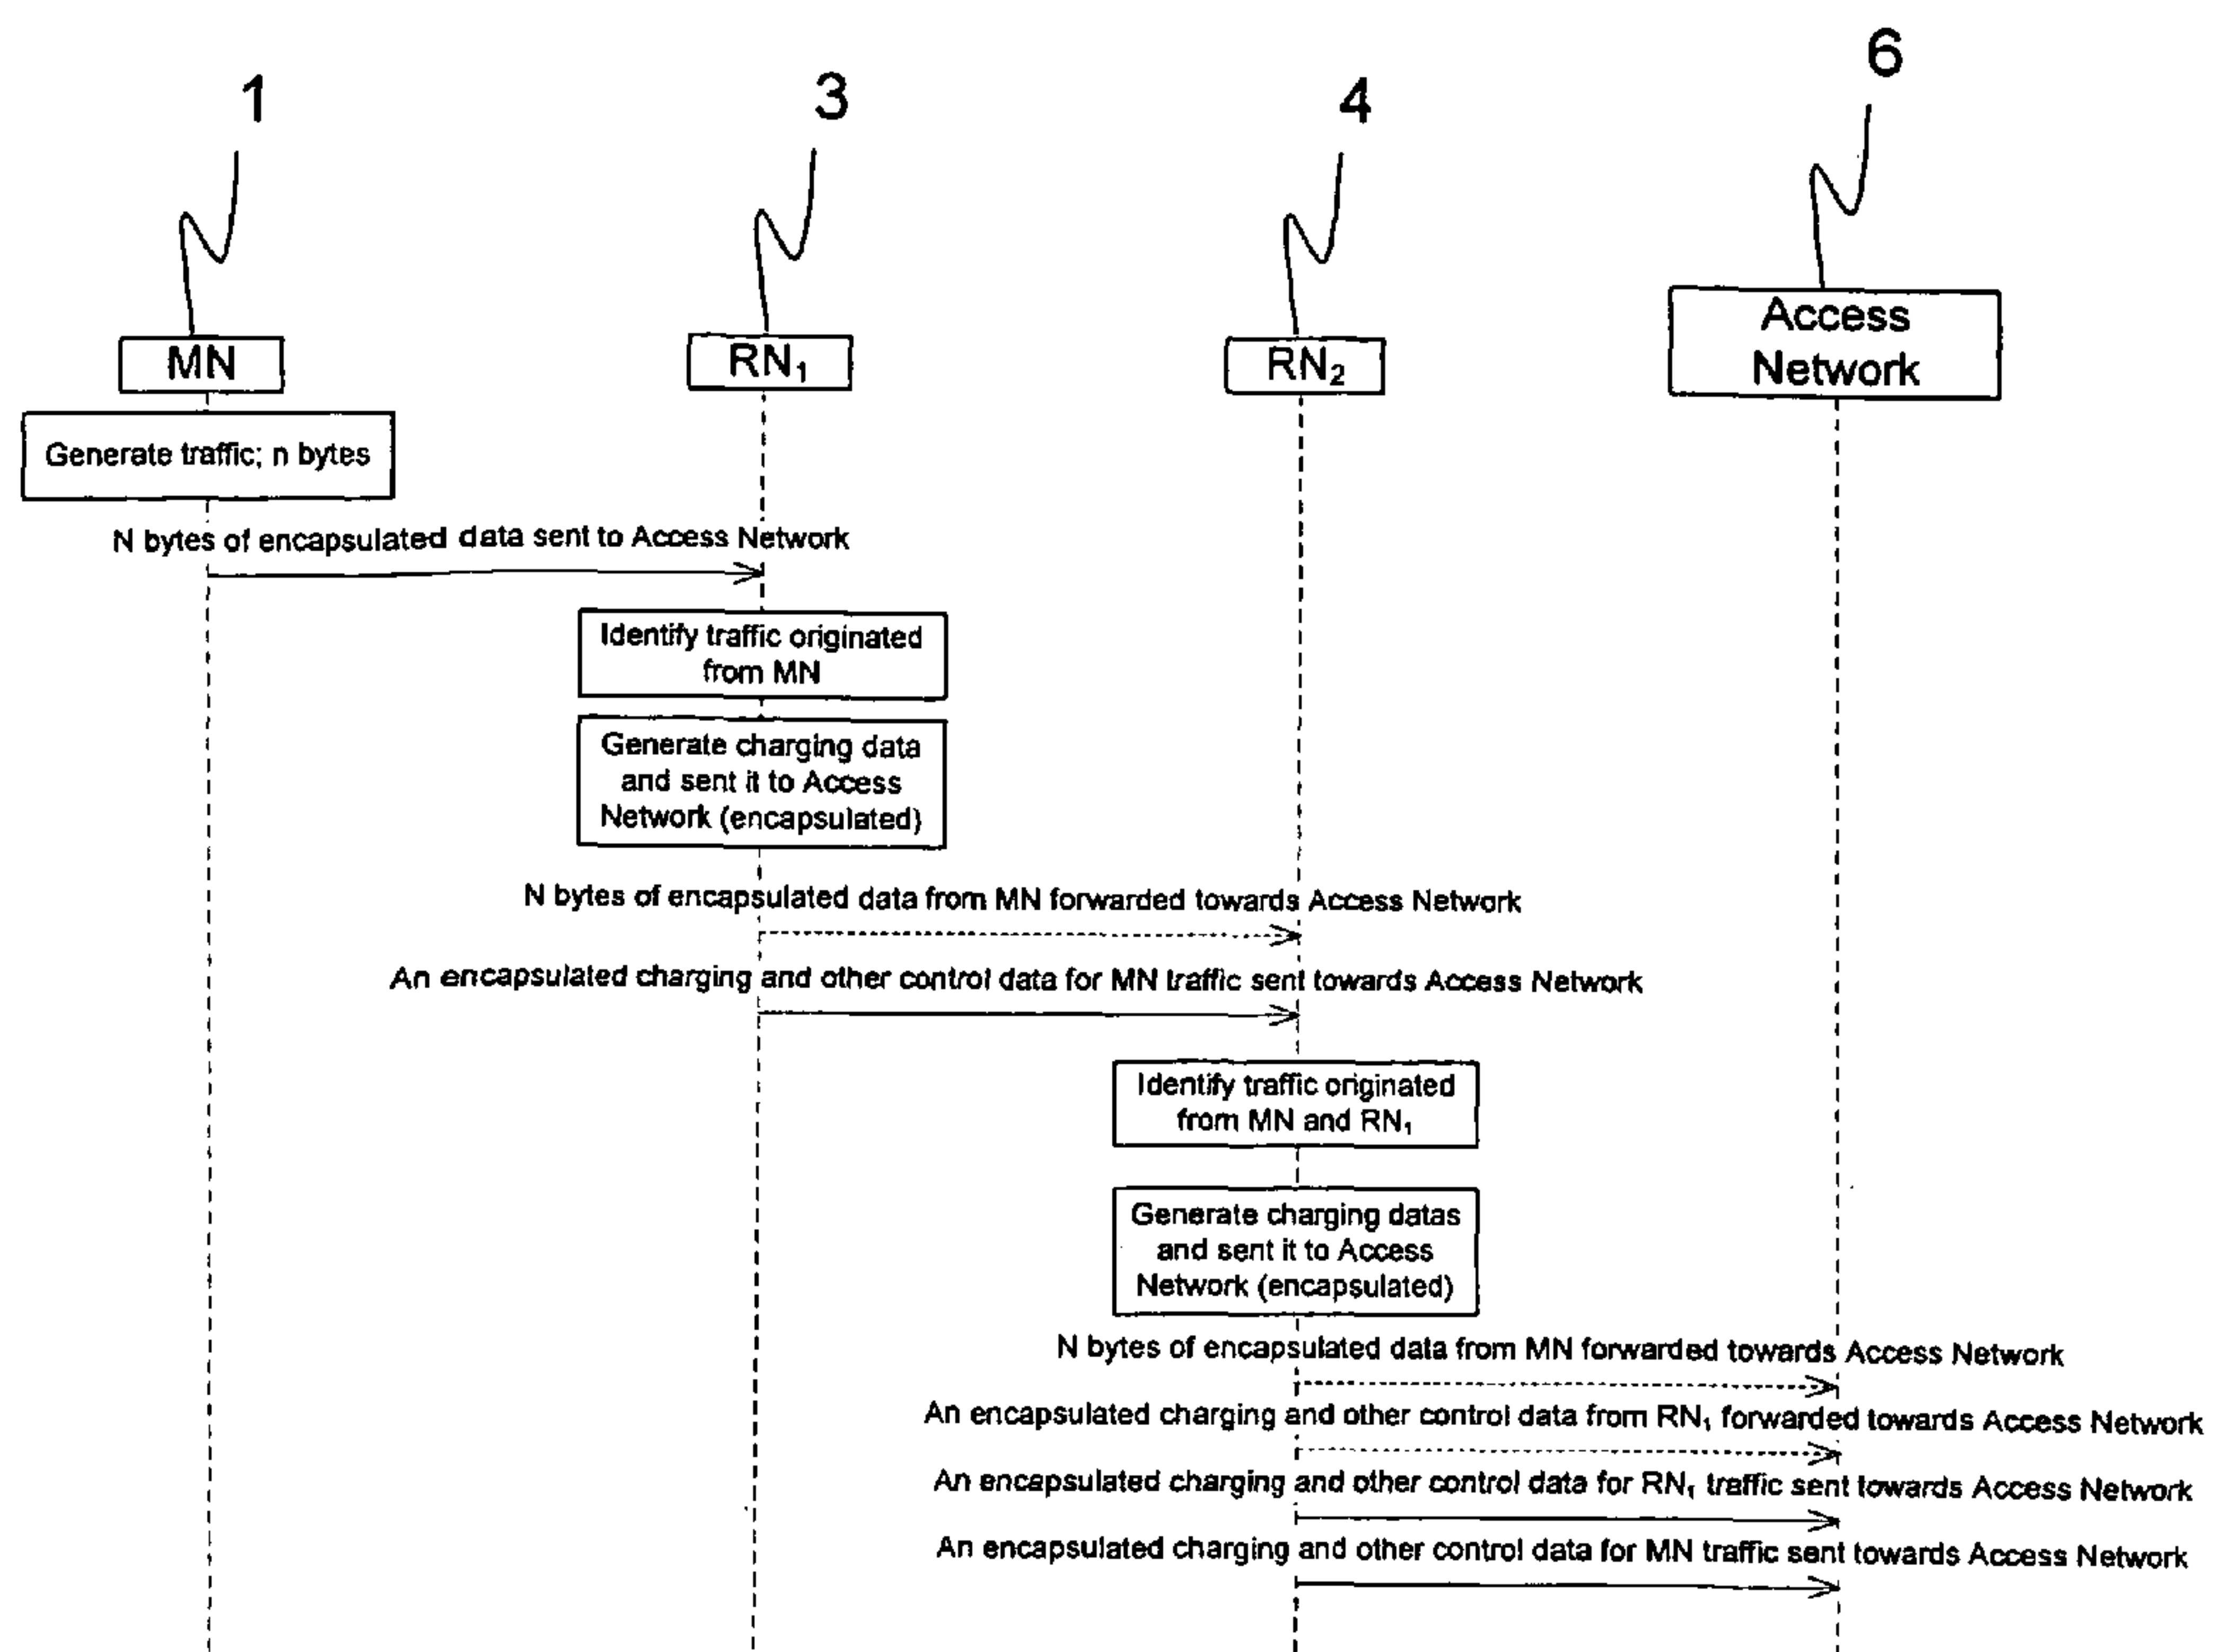 1
3
4
6
MN
RN₁
RN₂
Access
Network
Generate traffic; n bytes
N bytes of encapsulated data sent to Access Network
Identify traffic originated
from MN
Generate charging data
and sent it to Access
Network (encapsulated)
N bytes of encapsulated data from MN forwarded towards Access Network
An encapsulated charging and other control data for MN traffic sent towards Access Network
Identify traffic originated
from MN and RN₁
Generate charging datas
and sent it to Access
Network (encapsulated)
N bytes of encapsulated data from MN forwarded towards Access Network
An encapsulated charging and other control data from RN₁ forwarded towards Access Network
An encapsulated charging and other control data for RN₁ traffic sent towards Access Network
An encapsulated charging and other control data for MN traffic sent towards Access Network